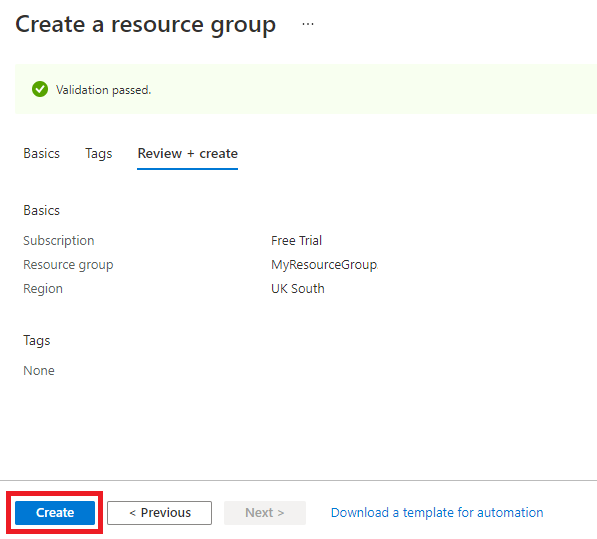 Create a resource group ...
Validation passed.
Basics Tags Review + create
Basics
Subscription Free Trial
Resource group MyResourceGroup
Region UK South
Tags
None
Create < Previous Next > Download a template for automation